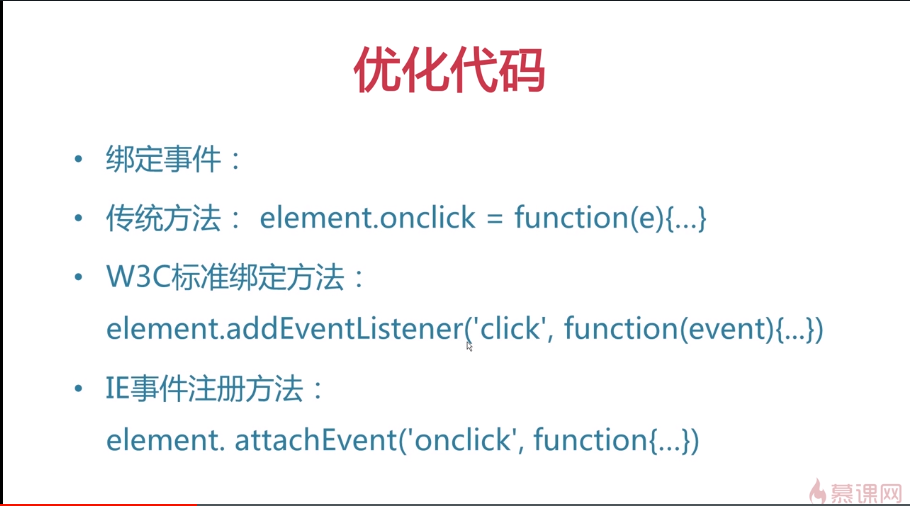 优化代码
• 绑定事件：
• 传统方法： element.onclick = function(e){...}
• W3C标准绑定方法：
element.addEventListener('click', function(event){...})
• IE事件注册方法：
element. attachEvent('onclick', function{...})
慕课网